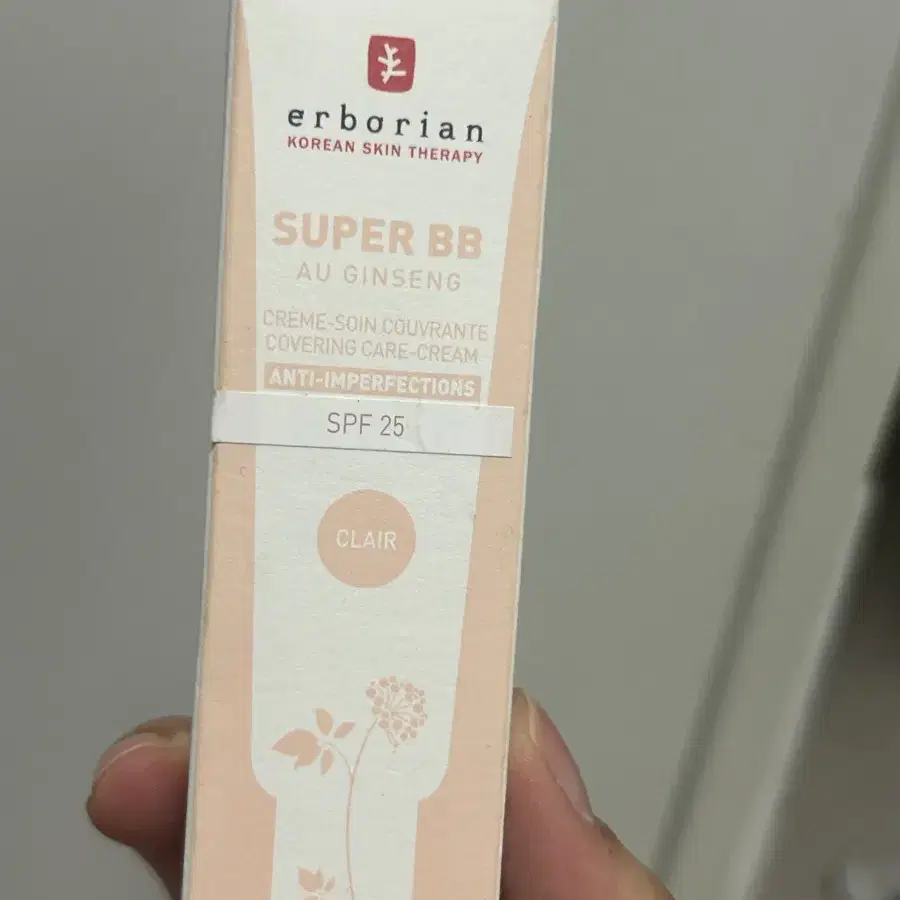 erborian
KOREAN SKIN THERAPY
SUPER BB
AU GINSENG
CRÈME-SOIN COUVRANTE
COVERING CARE-CREAM
ANTI-IMPERFECTIONS
SPF 25
CLAIR